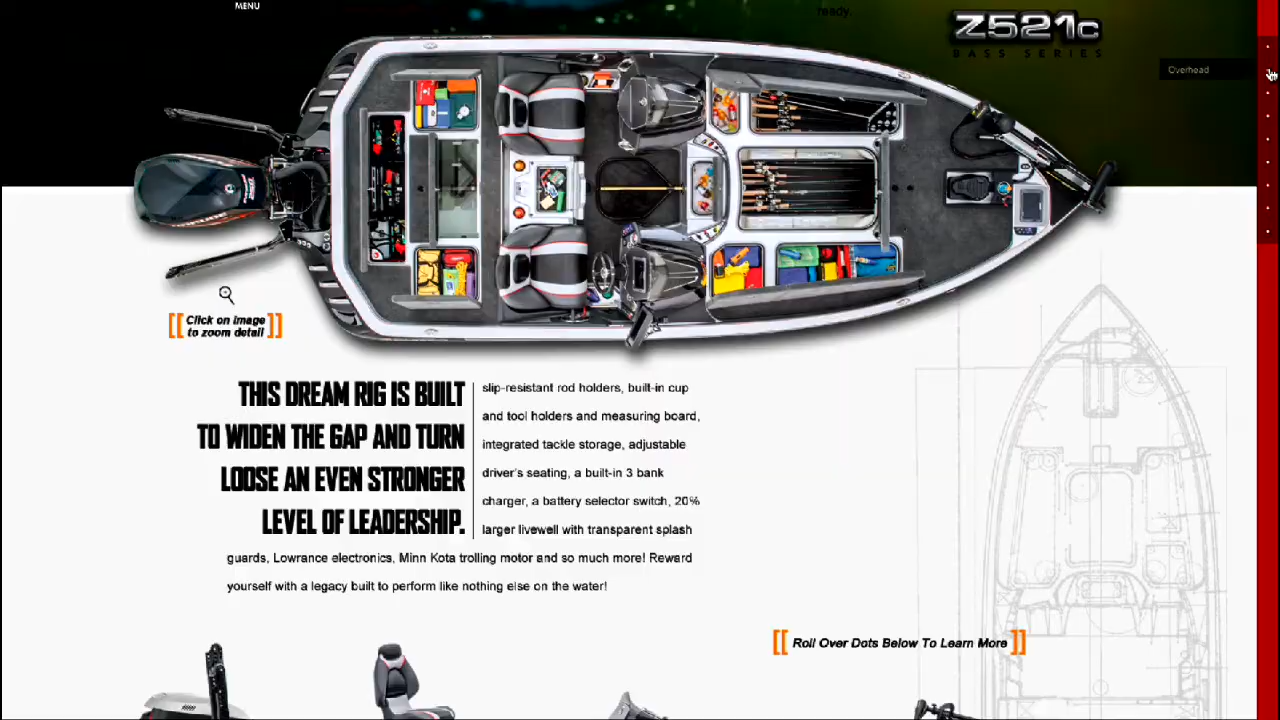 MENU
ready.
Z521c
BASS SERIES
Overhead
Click on image
to zoom detail
THIS DREAM RIG IS BUILT
TO WIDEN THE GAP AND TURN
LOOSE AN EVEN STRONGER
LEVEL OF LEADERSHIP.
slip-resistant rod holders, built-in cup
and tool holders and measuring board,
integrated tackle storage, adjustable
driver's seating, a built-in 3 bank
charger, a battery selector switch, 20%
larger livewell with transparent splash
guards, Lowrance electronics, Minn Kota trolling motor and so much more! Reward
yourself with a legacy built to perform like nothing else on the water!
[[ Roll Over Dots Below To Learn More ]]